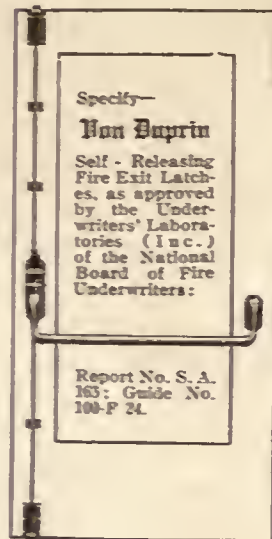 Specify—
Von Duprin
Self - Releasing
Fire Exit Latch-
es, as approved
by the Under-
writers' Labora-
tories (Inc.)
of the National
Board of Fire
Underwriters:
Report No. S. A.
163; Guide No.
100-F 24.